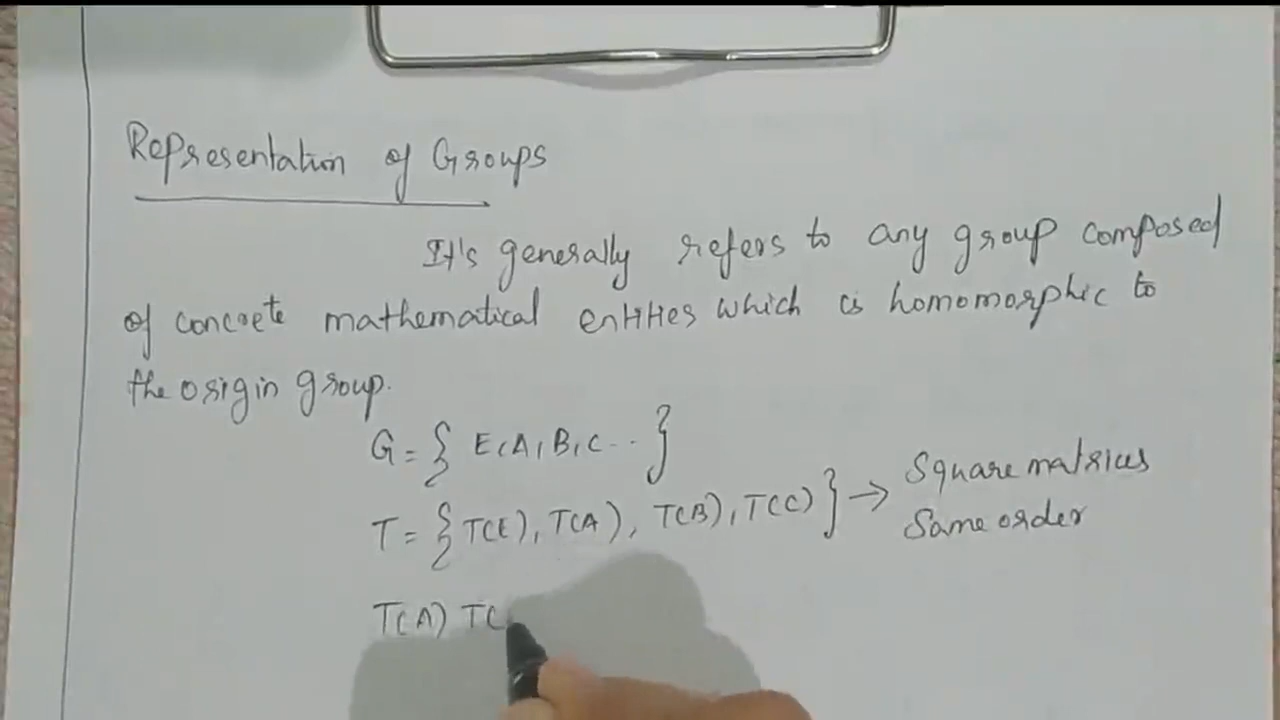 Representation of Groups
It's generally refers to any group composed
of concrete mathematical entities which is homomorphic to
the origin group.
G = { E, A, B, C .. }
T = { T(E), T(A), T(B), T(C) } → Square matrices
Same order
T(A) T(